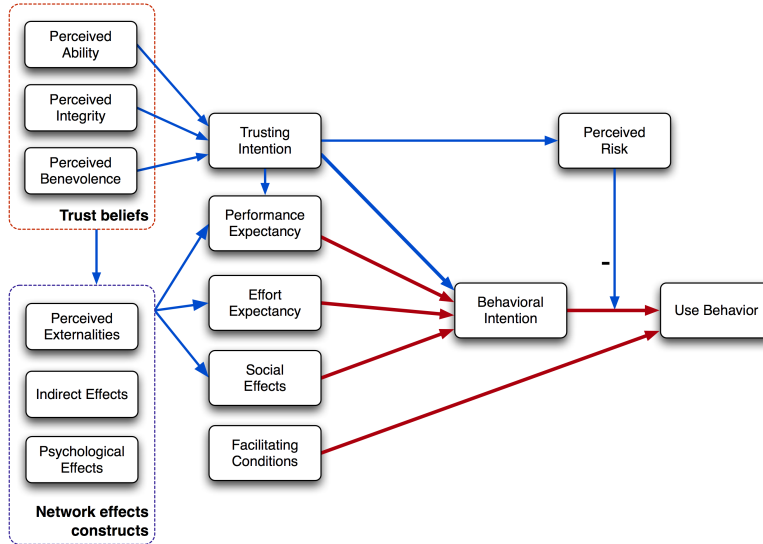 Perceived
Ability
Perceived
Integrity
Perceived
Benevolence
Trust beliefs
Trusting
Intention
Perceived
Risk
Performance
Expectancy
Effort
Expectancy
Social
Effects
Facilitating
Conditions
-
Behavioral
Intention
Use Behavior
Perceived
Externalities
Indirect Effects
Psychological
Effects
Network effects
constructs